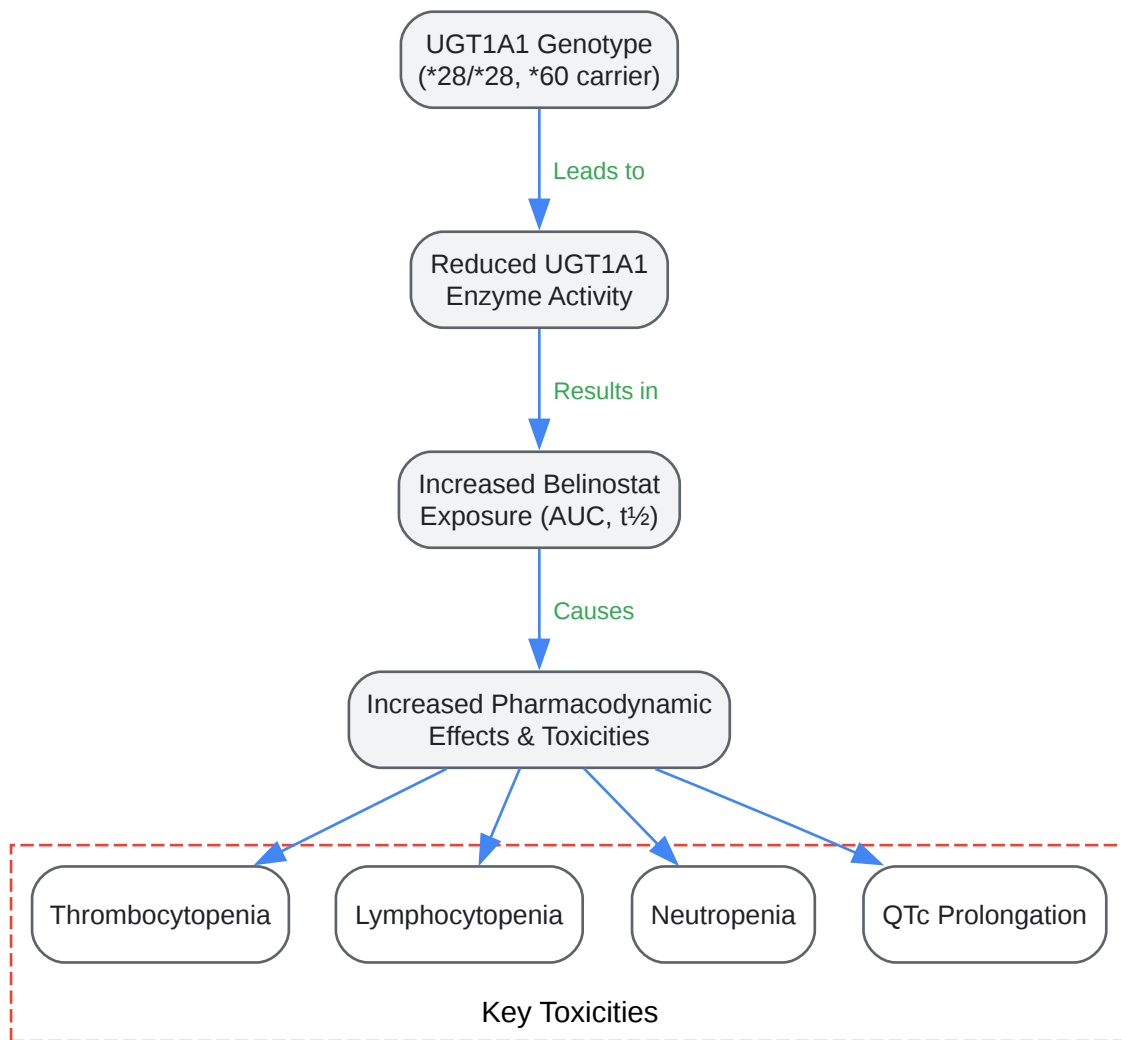 UGT1A1 Genotype
(*28/*28, *60 carrier)
Leads to
Reduced UGT1A1
Enzyme Activity
Results in
Increased Belinostat
Exposure (AUC, t½)
Causes
Increased Pharmacodynamic
Effects & Toxicities
Thrombocytopenia
Lymphocytopenia
Neutropenia
QTc Prolongation
Key Toxicities